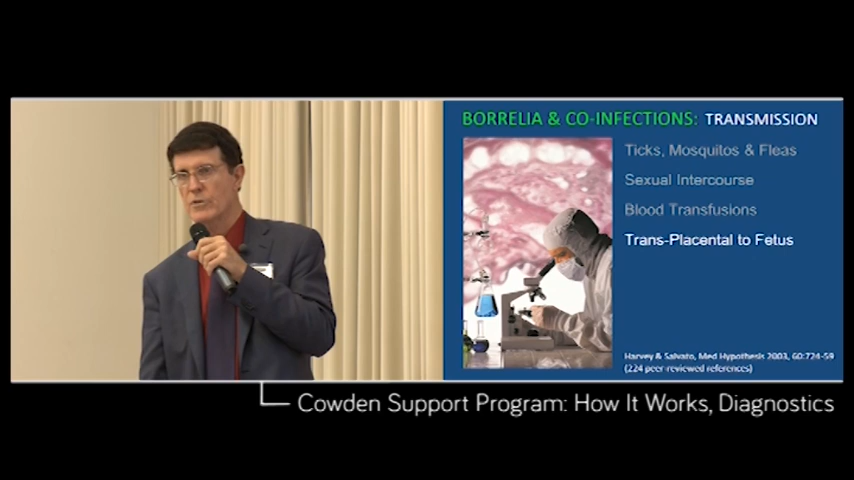 BORRELIA & CO-INFECTIONS: TRANSMISSION
Ticks, Mosquitos & Fleas
Sexual Intercourse
Blood Transfusions
Trans-Placental to Fetus
Harvey & Salvato, Med Hypothesis 2003, 60:724-59
(224 peer-reviewed references)
Cowden Support Program: How It Works, Diagnostics